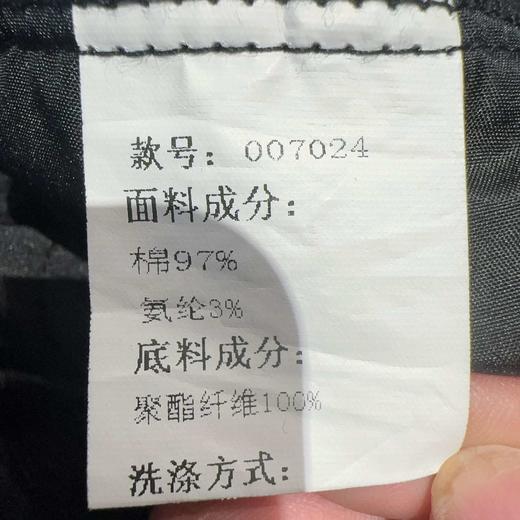 款号：007024
面料成分：
棉97%
氨纶3%
底料成分：
聚酯纤维100%
洗涤方式：